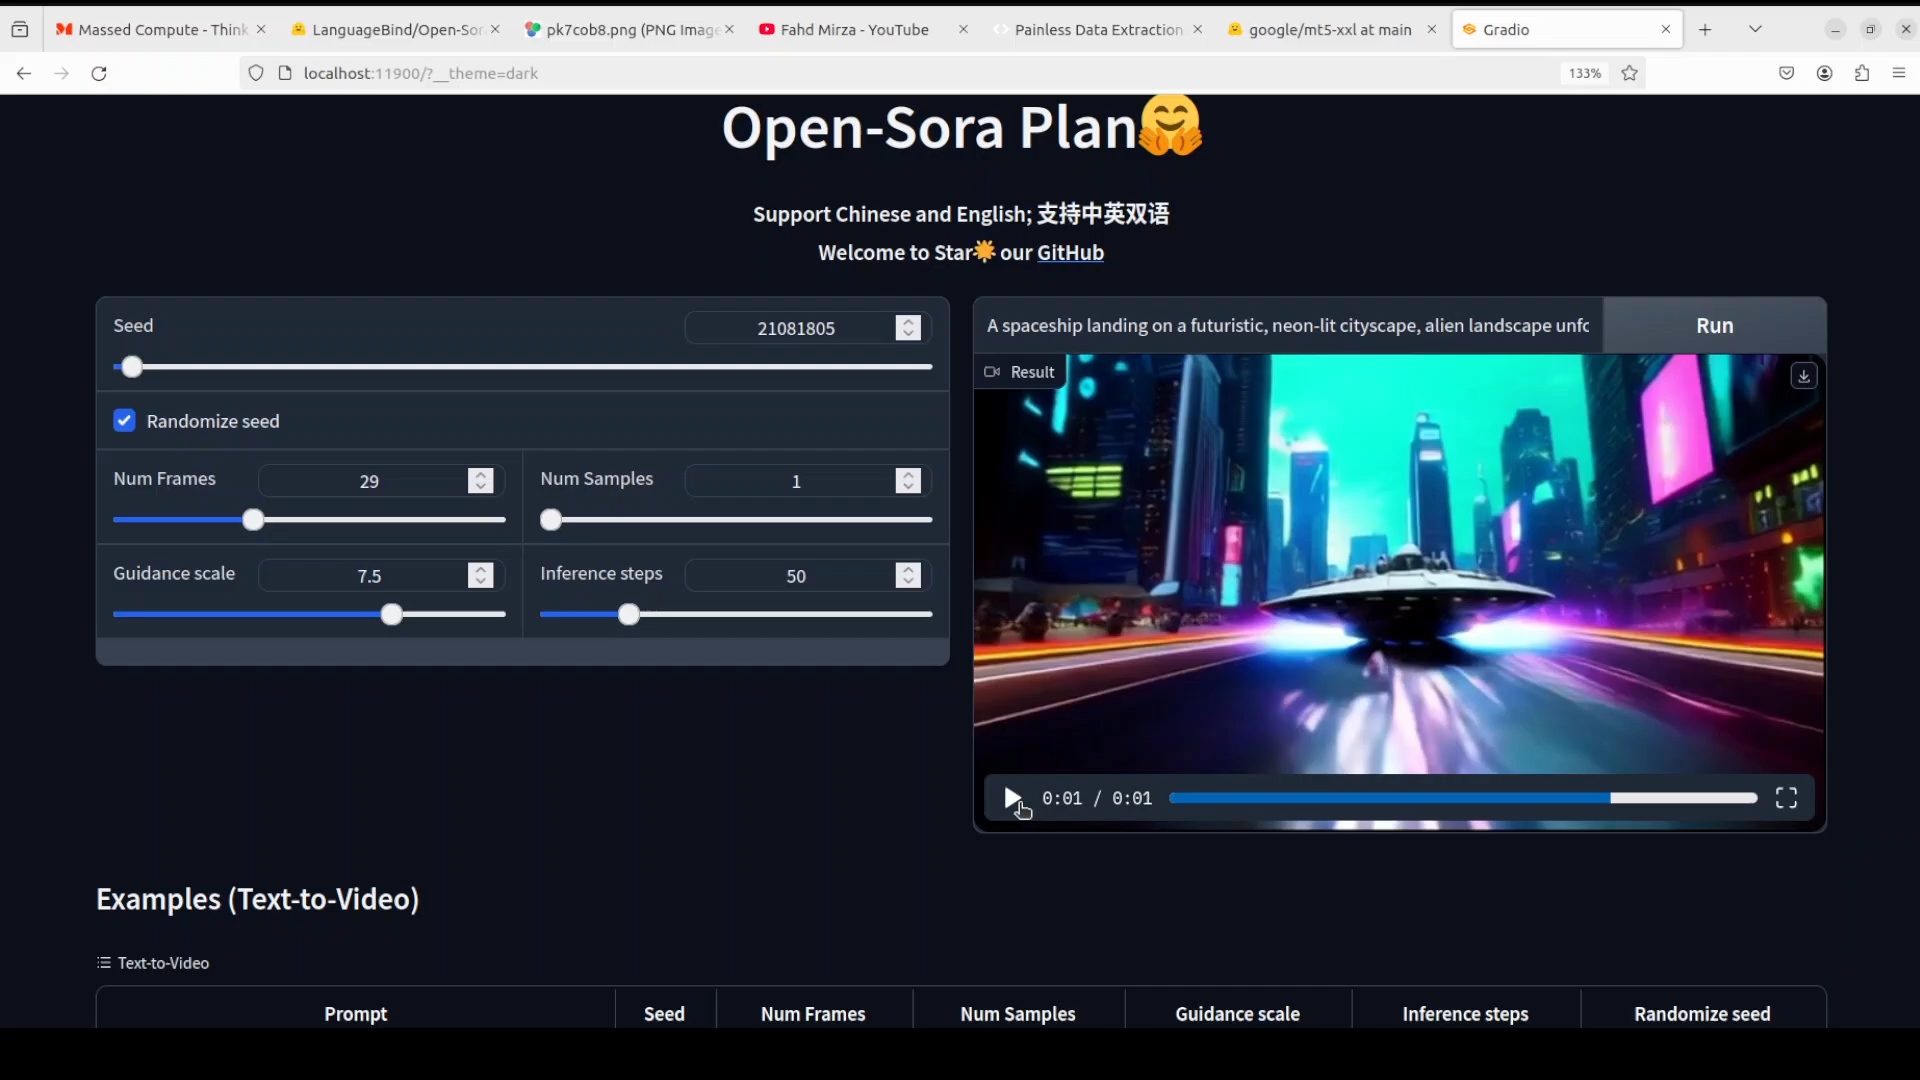 Massed Compute - Think
LanguageBind/Open-Sor
pk7cob8.png (PNG Image
Fahd Mirza - YouTube
Painless Data Extraction
google/mt5-xxl at main
Gradio
localhost:11900/?__theme=dark
133%
Open-Sora Plan🤗
Support Chinese and English; 支持中英双语
Welcome to Star🌟 our GitHub
Seed
21081805
Randomize seed
Num Frames
29
Num Samples
1
Guidance scale
7.5
Inference steps
50
A spaceship landing on a futuristic, neon-lit cityscape, alien landscape unfo
Run
Result
0:01 / 0:01
Examples (Text-to-Video)
Text-to-Video
Prompt
Seed
Num Frames
Num Samples
Guidance scale
Inference steps
Randomize seed